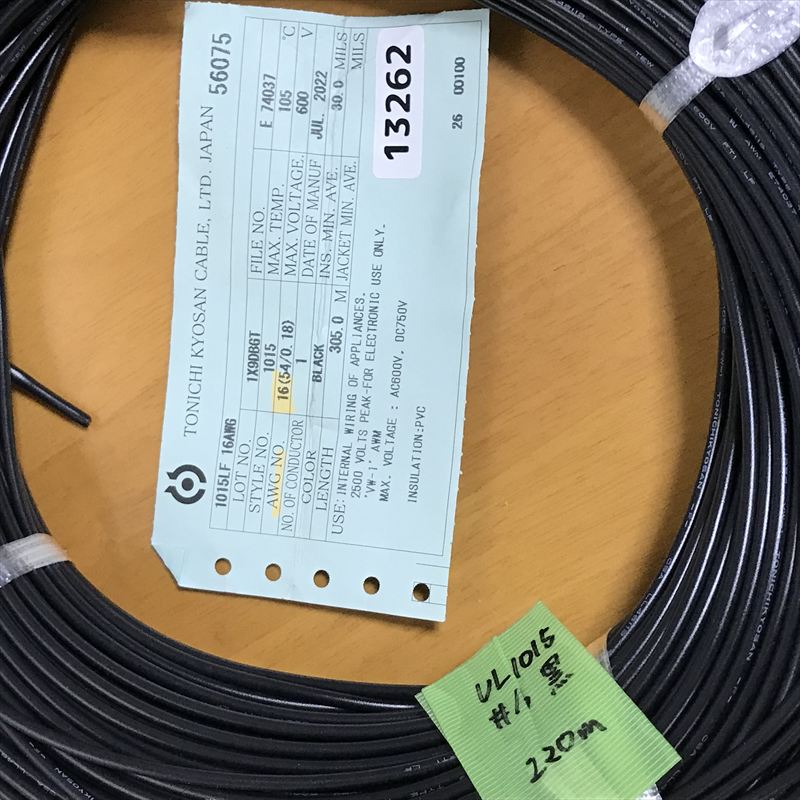 TONICHI KYOSAN CABLE, LTD. JAPAN 56075
1015LF 16AWG
LOT NO. 1X9DBGT FILE NO. E 74037
STYLE NO. 1015 MAX. TEMP. 105 ℃
AWG NO. 16(54/0.18) MAX. VOLTAGE. 600 V
NO. OF CONDUCTOR 1 DATE OF MANUF JUL. 2022
COLOR BLACK INS. MIN. AVE. 30.0 MILS
LENGTH 305.0 M JACKET MIN. AVE. MILS
USE: INTERNAL WIRING OF APPLIANCES.
2500 VOLTS PEAK-FOR ELECTRONIC USE ONLY.
'VW-1' AWM
MAX. VOLTAGE : AC600V, DC750V
INSULATION:PVC
13262
26 00100
UL1015
黒
220m